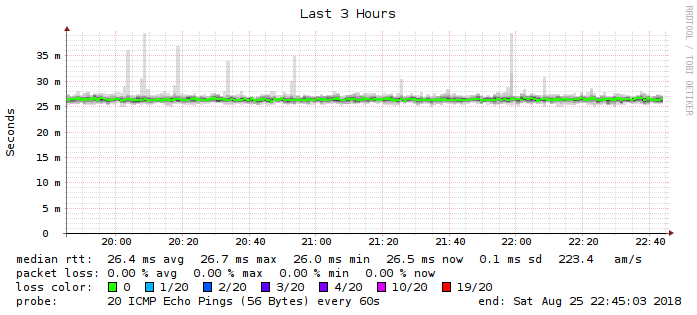 Last 3 Hours
RRDTOOL / TOBI OETIKER
Seconds
35 m
30 m
25 m
20 m
15 m
10 m
5 m
0
20:00 20:20 20:40 21:00 21:20 21:40 22:00 22:20 22:40
median rtt: 26.4 ms avg 26.7 ms max 26.0 ms min 26.5 ms now 0.1 ms sd 223.4 am/s
packet loss: 0.00 % avg 0.00 % max 0.00 % min 0.00 % now
loss color: 0 1/20 2/20 3/20 4/20 10/20 19/20
probe: 20 ICMP Echo Pings (56 Bytes) every 60s end: Sat Aug 25 22:45:03 2018